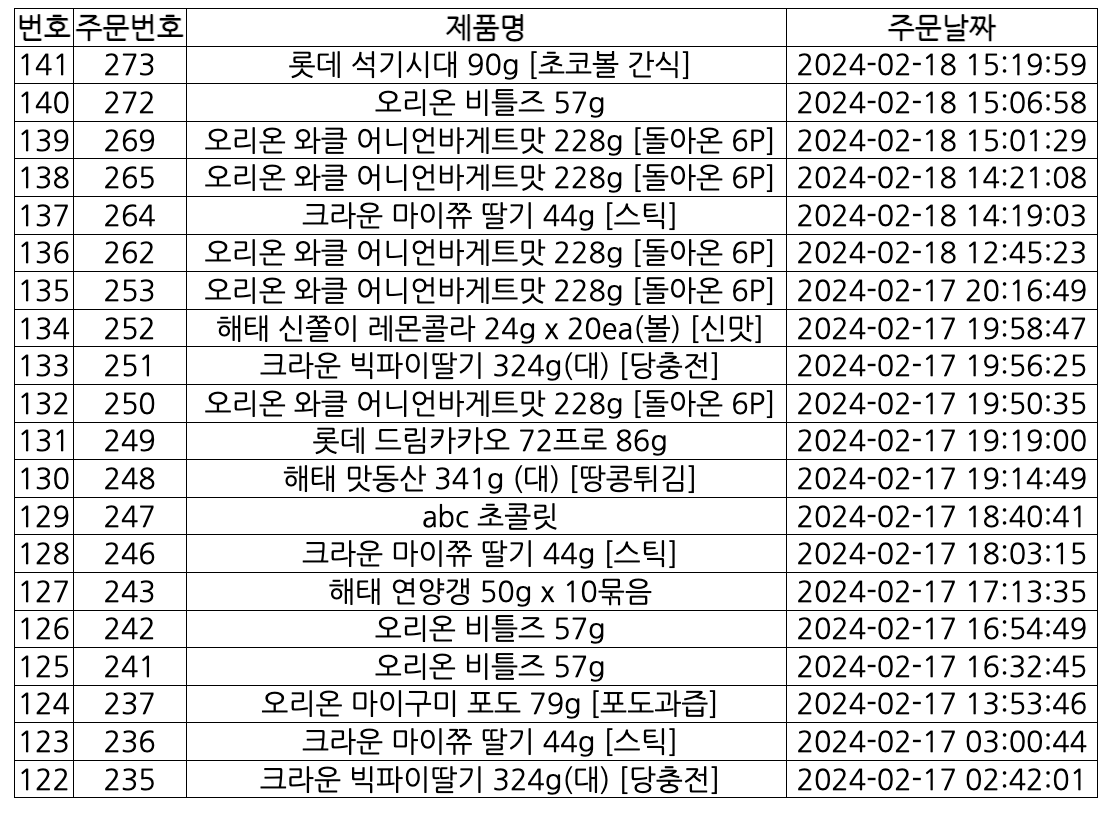 번호 주문번호 제품명 주문날짜
141 273 롯데 석기시대 90g [초코볼 간식] 2024-02-18 15:19:59
140 272 오리온 비틀즈 57g 2024-02-18 15:06:58
139 269 오리온 와클 어니언바게트맛 228g [돌아온 6P] 2024-02-18 15:01:29
138 265 오리온 와클 어니언바게트맛 228g [돌아온 6P] 2024-02-18 14:21:08
137 264 크라운 마이쮸 딸기 44g [스틱] 2024-02-18 14:19:03
136 262 오리온 와클 어니언바게트맛 228g [돌아온 6P] 2024-02-18 12:45:23
135 253 오리온 와클 어니언바게트맛 228g [돌아온 6P] 2024-02-17 20:16:49
134 252 해태 신쫄이 레몬콜라 24g x 20ea(볼) [신맛] 2024-02-17 19:58:47
133 251 크라운 빅파이딸기 324g(대) [당충전] 2024-02-17 19:56:25
132 250 오리온 와클 어니언바게트맛 228g [돌아온 6P] 2024-02-17 19:50:35
131 249 롯데 드림카카오 72프로 86g 2024-02-17 19:19:00
130 248 해태 맛동산 341g (대) [땅콩튀김] 2024-02-17 19:14:49
129 247 abc 초콜릿 2024-02-17 18:40:41
128 246 크라운 마이쮸 딸기 44g [스틱] 2024-02-17 18:03:15
127 243 해태 연양갱 50g x 10묶음 2024-02-17 17:13:35
126 242 오리온 비틀즈 57g 2024-02-17 16:54:49
125 241 오리온 비틀즈 57g 2024-02-17 16:32:45
124 237 오리온 마이구미 포도 79g [포도과즙] 2024-02-17 13:53:46
123 236 크라운 마이쮸 딸기 44g [스틱] 2024-02-17 03:00:44
122 235 크라운 빅파이딸기 324g(대) [당충전] 2024-02-17 02:42:01